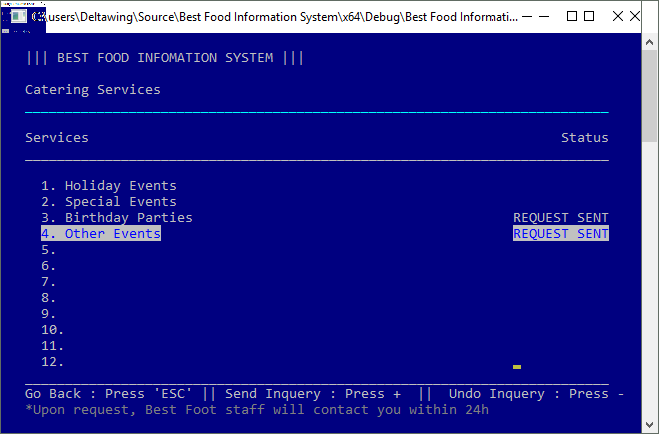 C:\users\Deltawing\Source\Best Food Information System\x64\Debug\Best Food Informati...
||| BEST FOOD INFOMATION SYSTEM |||
Catering Services
Services Status
1. Holiday Events
2. Special Events
3. Birthday Parties REQUEST SENT
4. Other Events REQUEST SENT
5.
6.
7.
8.
9.
10.
11.
12.
Go Back : Press 'ESC' || Send Inquery : Press + || Undo Inquery : Press -
*Upon request, Best Foot staff will contact you within 24h